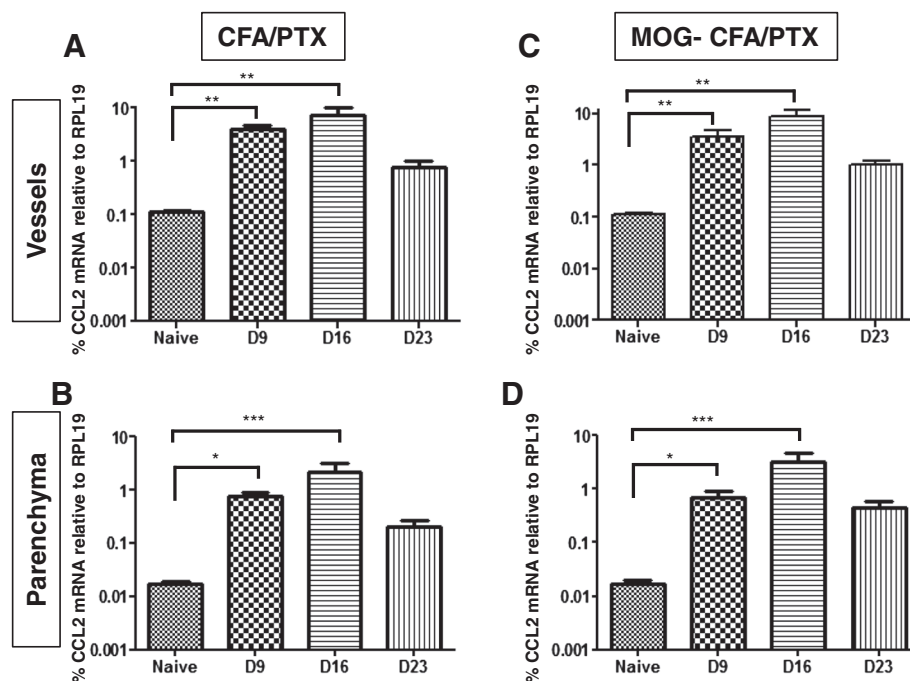 A
CFA/PTX
C
MOG- CFA/PTX
Vessels
% CCL2 mRNA relative to RPL19
10
1
0.1
0.01
0.001
**
**
Naive D9 D16 D23
% CCL2 mRNA relative to RPL19
10
1
0.1
0.01
0.001
**
**
Naive D9 D16 D23
B
D
Parenchyma
% CCL2 mRNA relative to RPL19
10
1
0.1
0.01
0.001
***
*
Naive D9 D16 D23
% CCL2 mRNA relative to RPL19
10
1
0.1
0.01
0.001
***
*
Naive D9 D16 D23